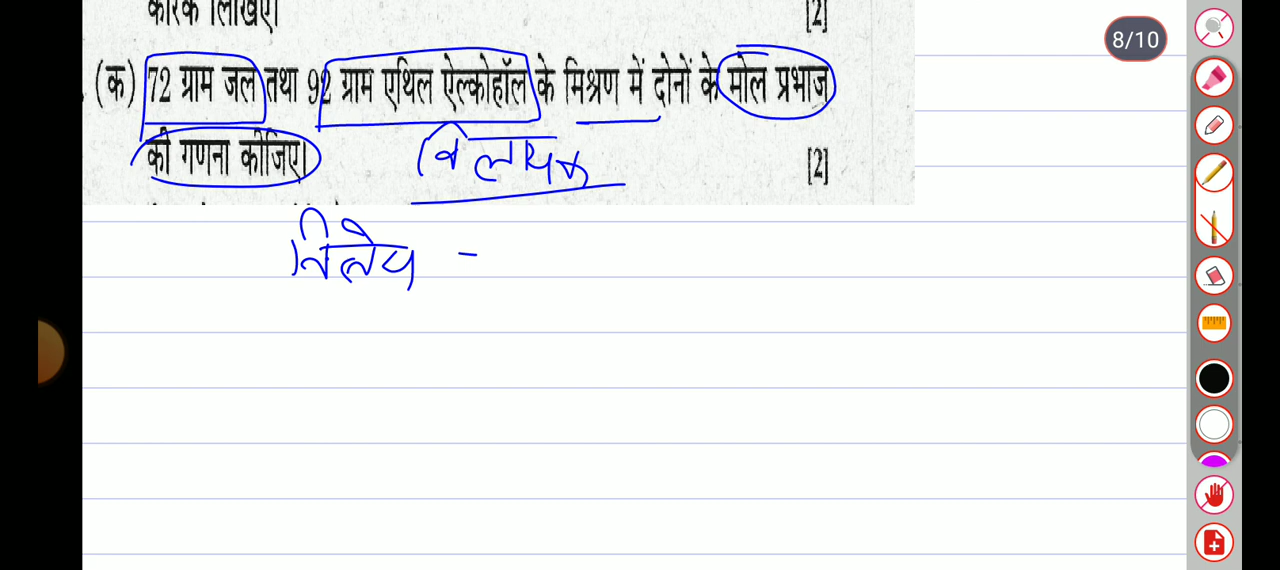 कारक लिखिए। [2]
8/10
(क) 72 ग्राम जल तथा 92 ग्राम एथिल ऐल्कोहॉल के मिश्रण में दोनों के मोल प्रभाज
की गणना कीजिए। [2]
विलायक
विलेय -